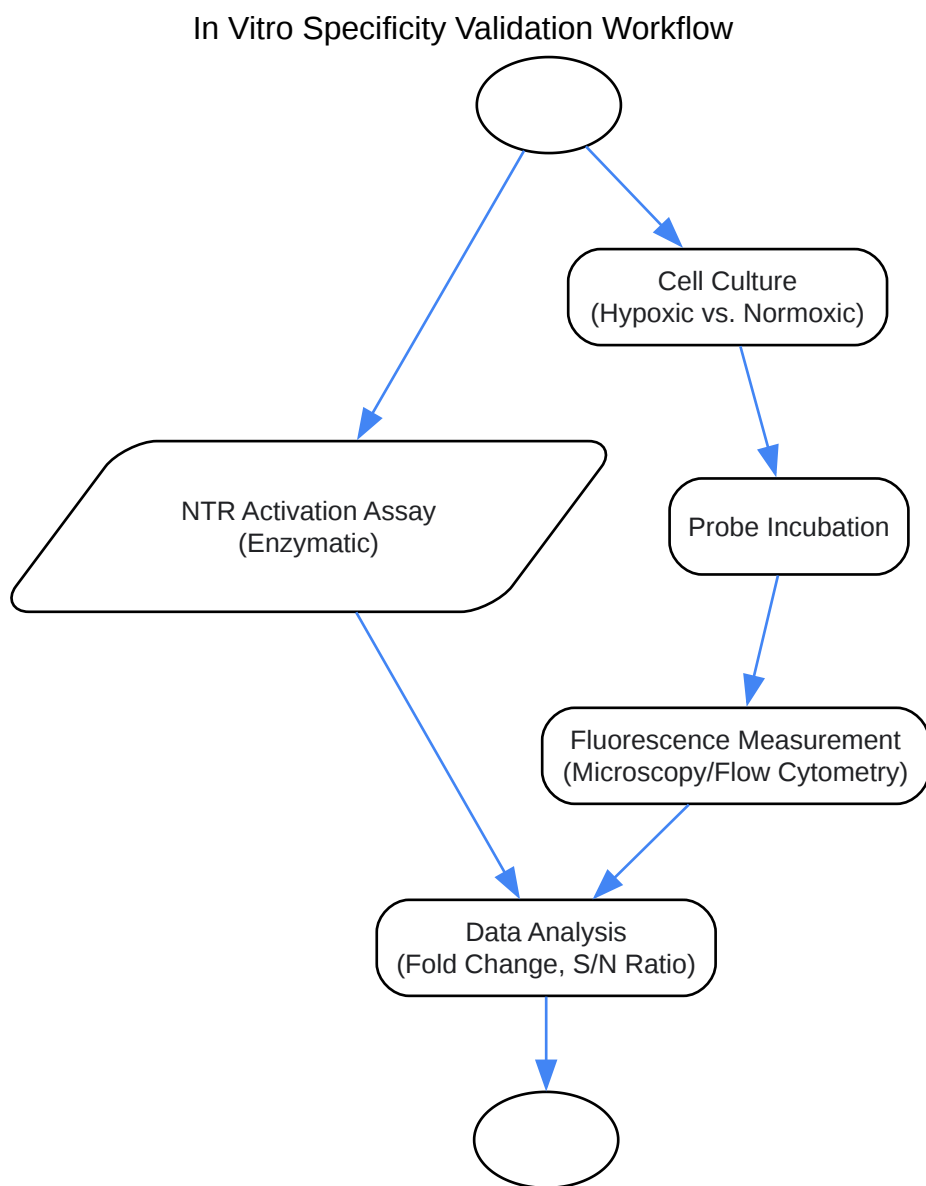 In Vitro Specificity Validation Workflow
Cell Culture
(Hypoxic vs. Normoxic)
NTR Activation Assay
(Enzymatic)
Probe Incubation
Fluorescence Measurement
(Microscopy/Flow Cytometry)
Data Analysis
(Fold Change, S/N Ratio)